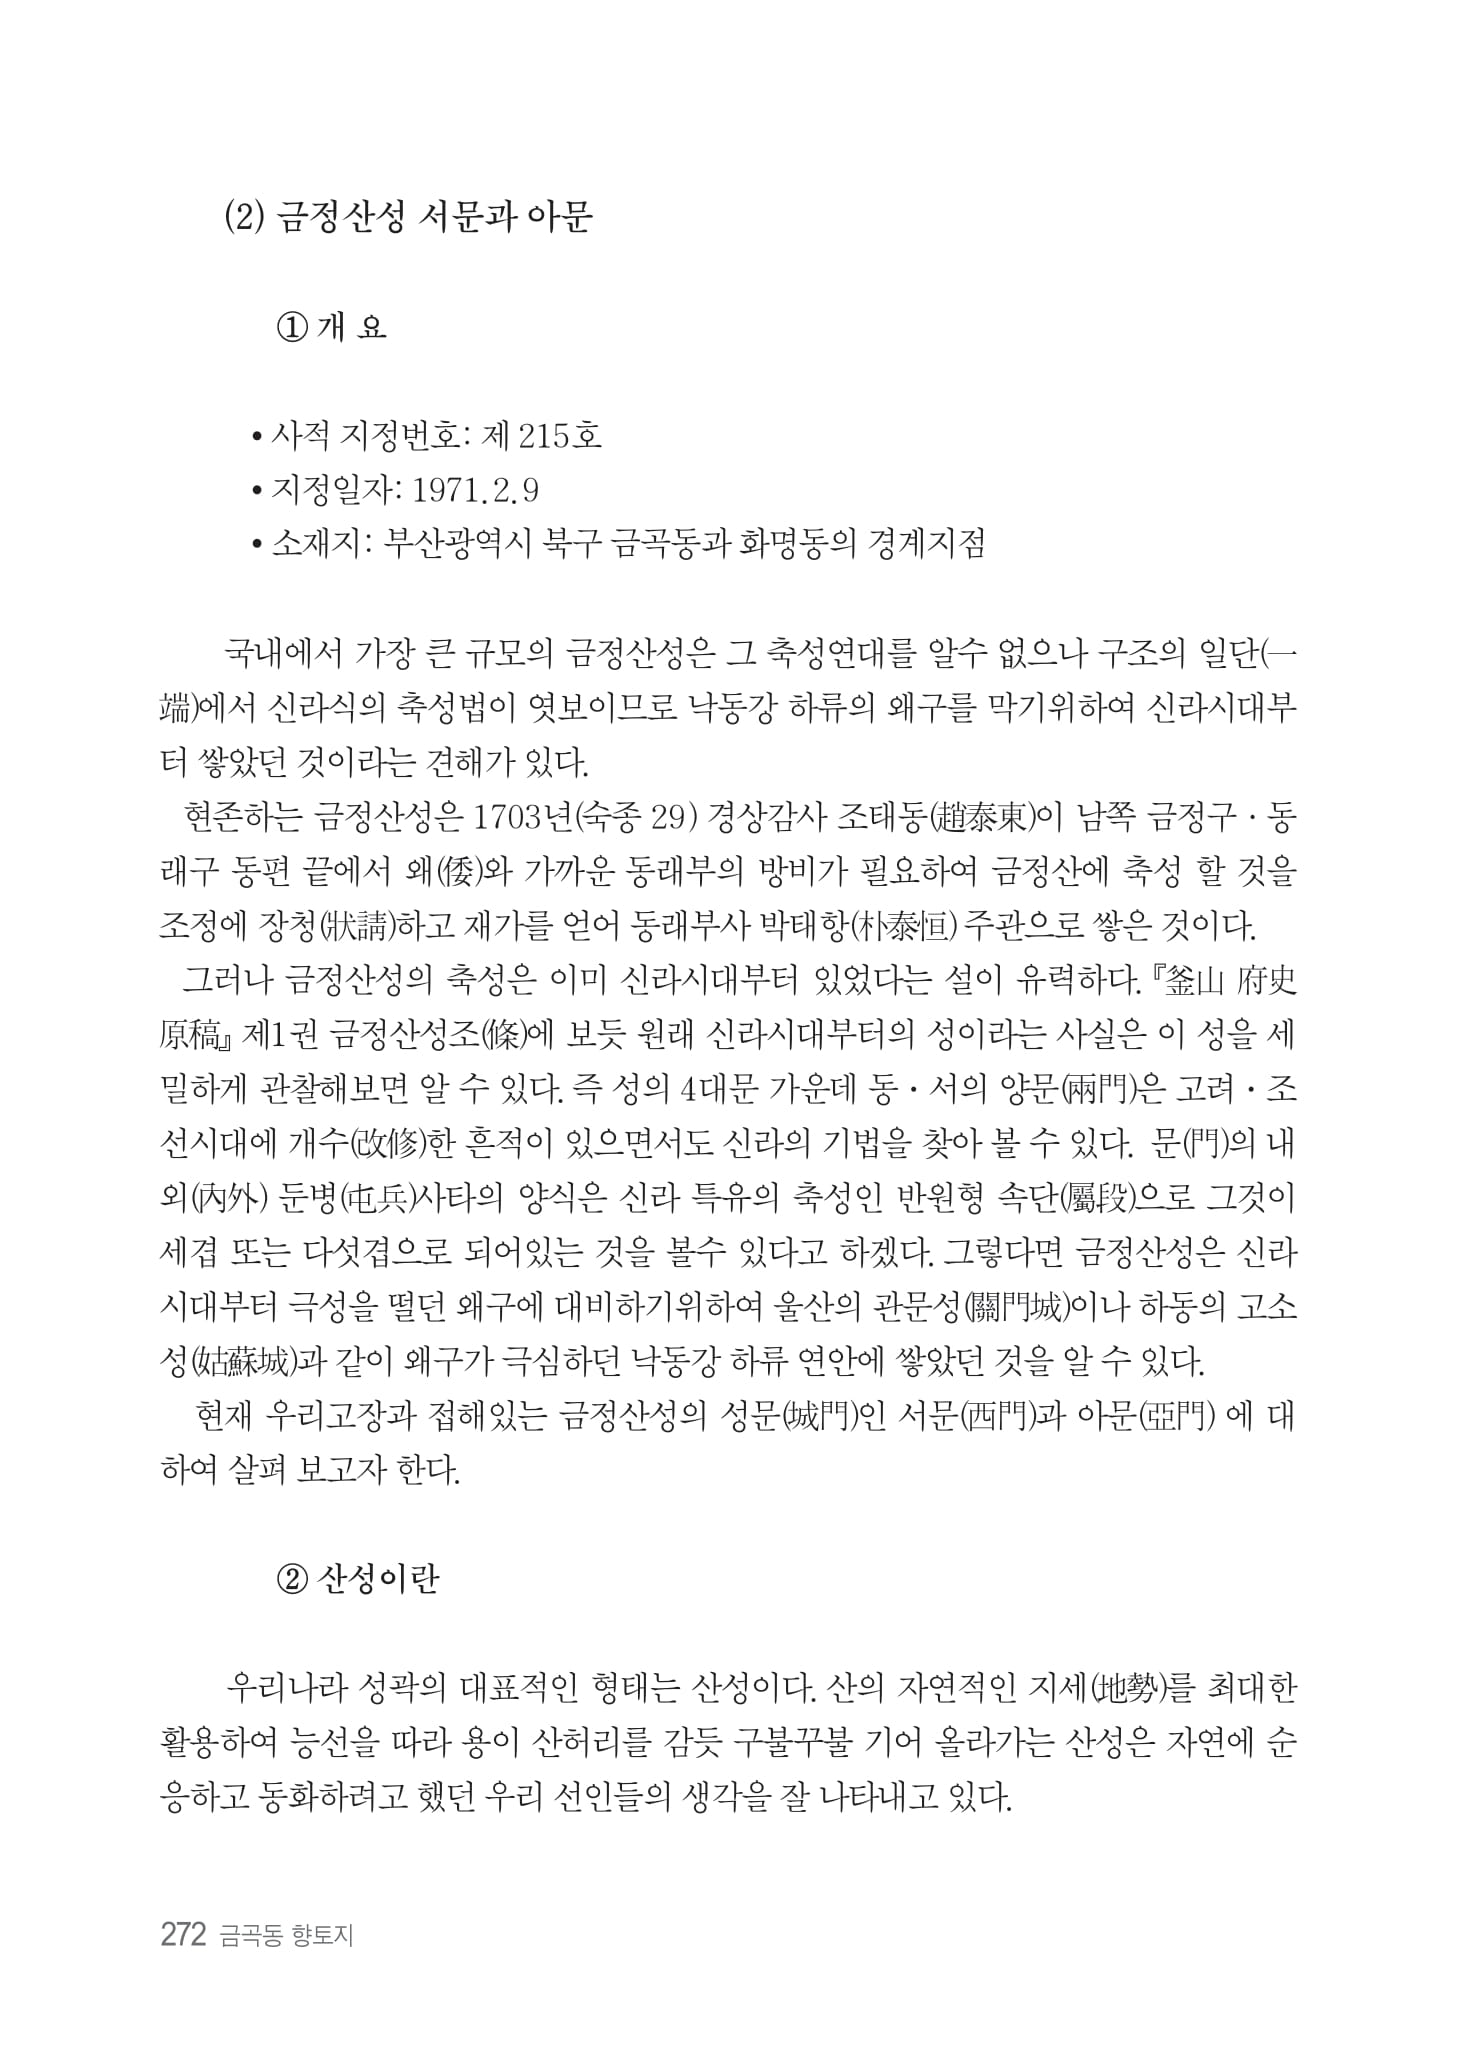 (2) 금정산성 서문과 아문
① 개 요
• 사적 지정번호: 제 215호
• 지정일자: 1971.2.9
• 소재지: 부산광역시 북구 금곡동과 화명동의 경계지점
국내에서 가장 큰 규모의 금정산성은 그 축성연대를 알수 없으나 구조의 일단(一
端)에서 신라식의 축성법이 엿보이므로 낙동강 하류의 왜구를 막기위하여 신라시대부
터 쌓았던 것이라는 견해가 있다.
현존하는 금정산성은 1703년(숙종 29) 경상감사 조태동(趙泰東)이 남쪽 금정구·동
래구 동편 끝에서 왜(倭)와 가까운 동래부의 방비가 필요하여 금정산에 축성 할 것을
조정에 장청(狀請)하고 재가를 얻어 동래부사 박태항(朴泰恒) 주관으로 쌓은 것이다.
그러나 금정산성의 축성은 이미 신라시대부터 있었다는 설이 유력하다. 『釜山 府史
原稿』 제1권 금정산성조(條)에 보듯 원래 신라시대부터의 성이라는 사실은 이 성을 세
밀하게 관찰해보면 알 수 있다. 즉 성의 4대문 가운데 동·서의 양문(兩門)은 고려·조
선시대에 개수(改修)한 흔적이 있으면서도 신라의 기법을 찾아 볼 수 있다. 문(門)의 내
외(內外) 둔병(屯兵)사타의 양식은 신라 특유의 축성인 반원형 속단(屬段)으로 그것이
세겹 또는 다섯겹으로 되어있는 것을 볼수 있다고 하겠다. 그렇다면 금정산성은 신라
시대부터 극성을 떨던 왜구에 대비하기위하여 울산의 관문성(關門城)이나 하동의 고소
성(姑蘇城)과 같이 왜구가 극심하던 낙동강 하류 연안에 쌓았던 것을 알 수 있다.
현재 우리고장과 접해있는 금정산성의 성문(城門)인 서문(西門)과 아문(亞門) 에 대
하여 살펴 보고자 한다.
② 산성이란
우리나라 성곽의 대표적인 형태는 산성이다. 산의 자연적인 지세(地勢)를 최대한
활용하여 능선을 따라 용이 산허리를 감듯 구불꾸불 기어 올라가는 산성은 자연에 순
응하고 동화하려고 했던 우리 선인들의 생각을 잘 나타내고 있다.
272 금곡동 향토지